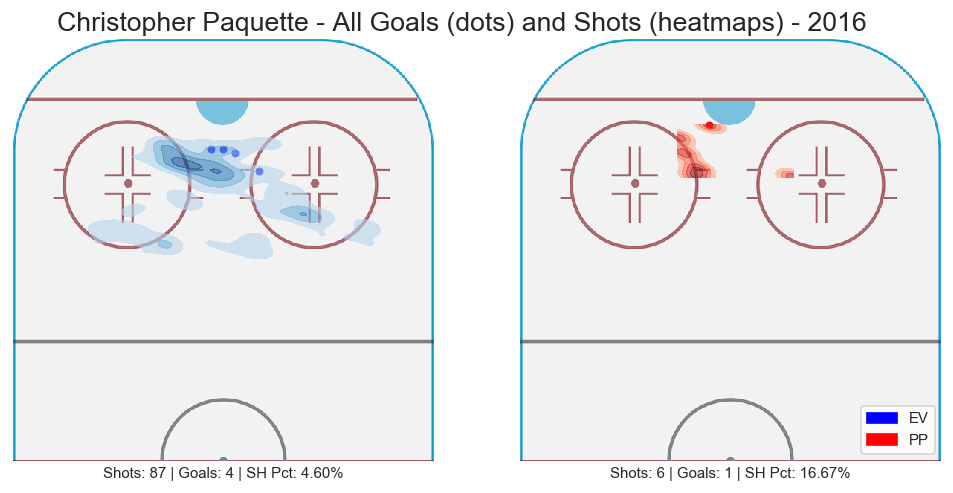 Christopher Paquette - All Goals (dots) and Shots (heatmaps) - 2016
EV
PP
Shots: 87 | Goals: 4 | SH Pct: 4.60%
Shots: 6 | Goals: 1 | SH Pct: 16.67%